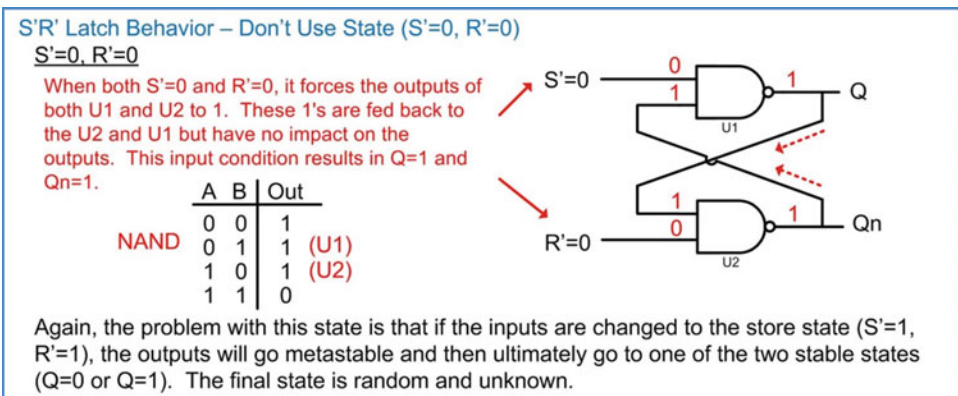 S'R' Latch Behavior – Don't Use State (S'=0, R'=0)
S'=0, R'=0
When both S'=0 and R'=0, it forces the outputs of
both U1 and U2 to 1. These 1's are fed back to
the U2 and U1 but have no impact on the
outputs. This input condition results in Q=1 and
Qn=1.
A B Out
0 0 1
NAND 0 1 1 (U1)
1 0 1 (U2)
1 1 0
S'=0 0 1 Q
1
U1
1
R'=0 0 1 Qn
U2
Again, the problem with this state is that if the inputs are changed to the store state (S'=1,
R'=1), the outputs will go metastable and then ultimately go to one of the two stable states
(Q=0 or Q=1). The final state is random and unknown.